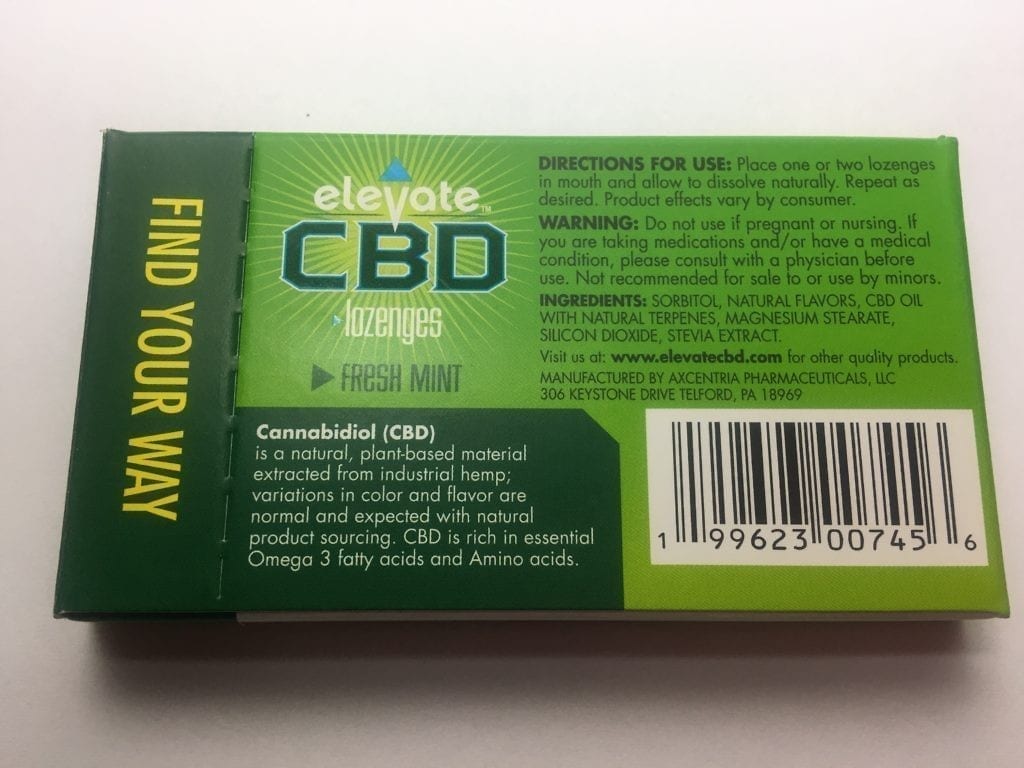 FIND YOUR WAY
elevate™
CBD
lozenges
FRESH MINT
Cannabidiol (CBD)
is a natural, plant-based material
extracted from industrial hemp;
variations in color and flavor are
normal and expected with natural
product sourcing. CBD is rich in essential
Omega 3 fatty acids and Amino acids.
DIRECTIONS FOR USE: Place one or two lozenges
in mouth and allow to dissolve naturally. Repeat as
desired. Product effects vary by consumer.
WARNING: Do not use if pregnant or nursing. If
you are taking medications and/or have a medical
condition, please consult with a physician before
use. Not recommended for sale to or use by minors.
INGREDIENTS: SORBITOL, NATURAL FLAVORS, CBD OIL
WITH NATURAL TERPENES, MAGNESIUM STEARATE,
SILICON DIOXIDE, STEVIA EXTRACT.
Visit us at: www.elevatecbd.com for other quality products.
MANUFACTURED BY AXCENTRIA PHARMACEUTICALS, LLC
306 KEYSTONE DRIVE TELFORD, PA 18969
1 99623 00745 6